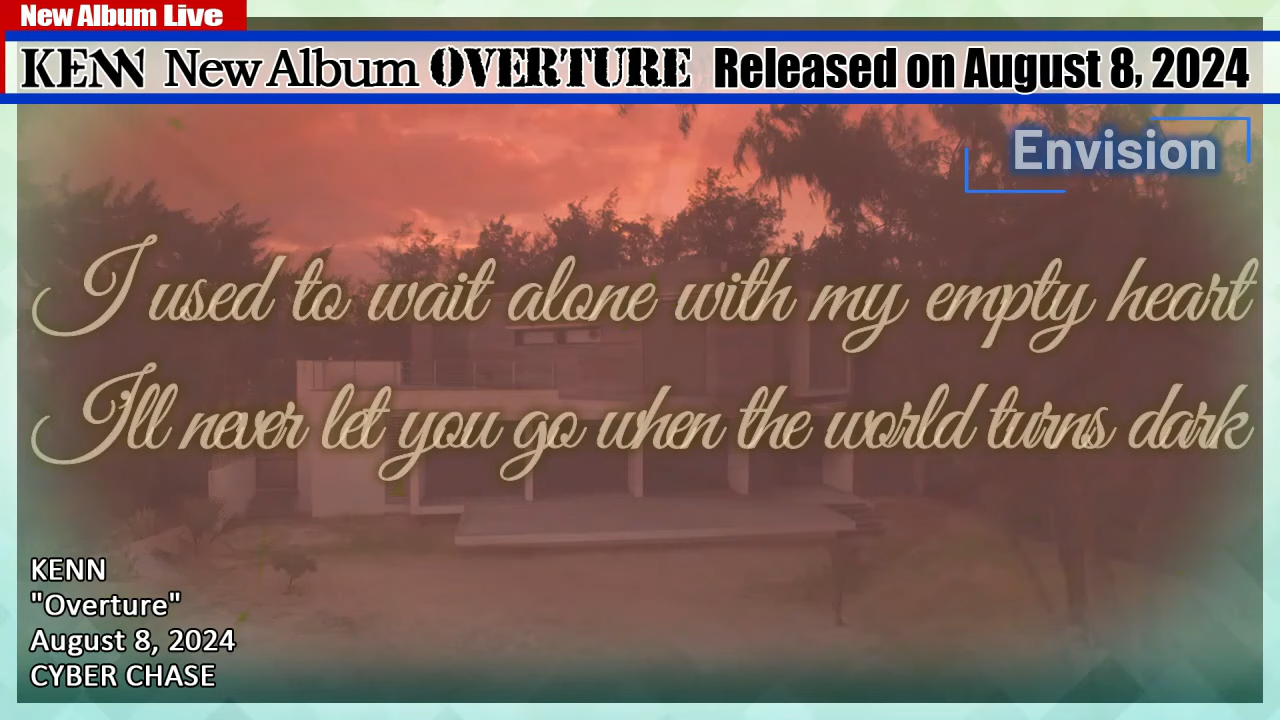 New Album Live
KENN New Album OVERTURE Released on August 8, 2024
Envision
I used to wait alone with my empty heart
I'll never let you go when the world turns dark
KENN
"Overture"
August 8, 2024
CYBER CHASE